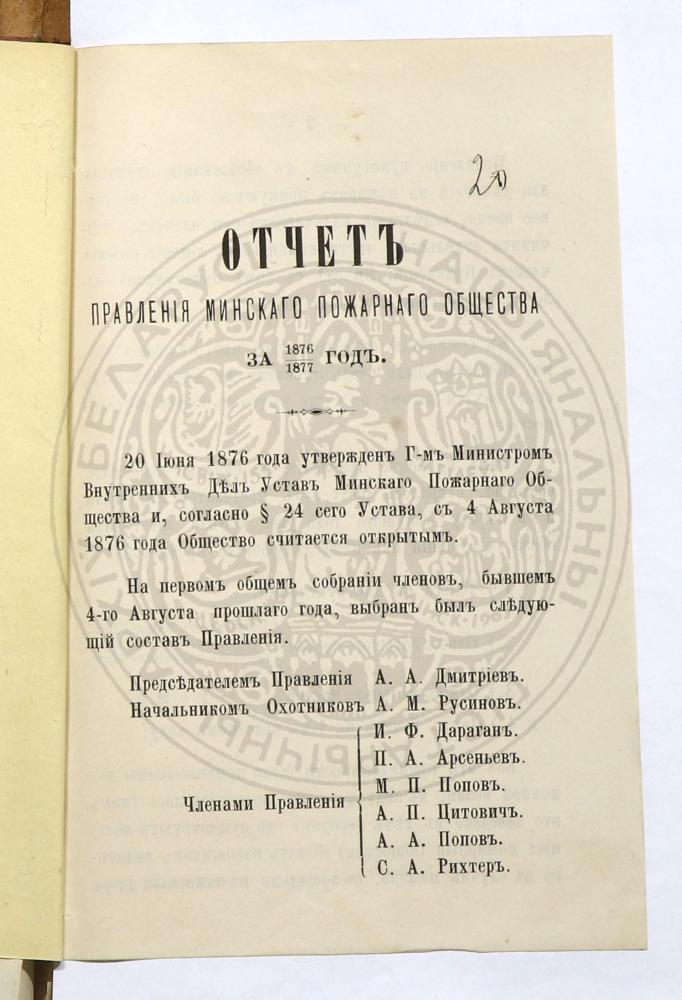 20
ОТЧЕТЪ
ПРАВЛЕНІЯ МИНСКАГО ПОЖАРНАГО ОБЩЕСТВА
ЗА 1876/1877 ГОДЪ.
20 Іюня 1876 года утвержденъ Г-мъ Министромъ
Внутреннихъ Дѣлъ Уставъ Минскаго Пожарнаго Об-
щества и, согласно § 24 сего Устава, съ 4 Августа
1876 года Общество считается открытымъ.
На первомъ общемъ собраніи членовъ, бывшемъ
4-го Августа прошлаго года, выбранъ былъ слѣдую-
щій составъ Правленія.
Предсѣдателемъ Правленія А. А. Дмитріевъ.
Начальникомъ Охотниковъ А. М. Русиновъ.
Членами Правленія
И. Ф. Дараганъ.
П. А. Арсеньевъ.
М. П. Поповъ.
А. П. Цитовичъ.
А. А. Поповъ.
С. А. Рихтеръ.